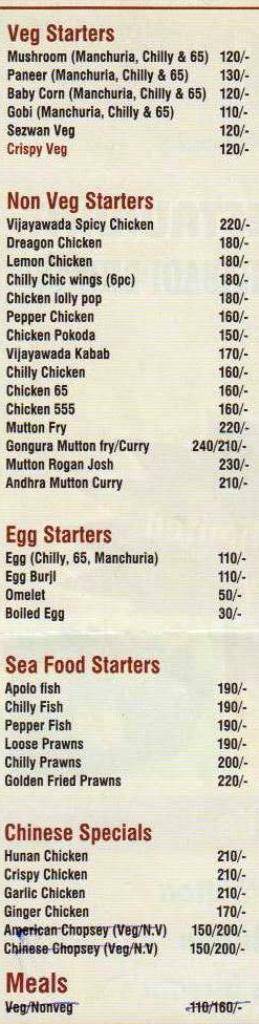 Veg Starters
Mushroom (Manchuria, Chilly & 65) 120/-
Paneer (Manchuria, Chilly & 65) 130/-
Baby Corn (Manchuria, Chilly & 65) 120/-
Gobi (Manchuria, Chilly & 65) 110/-
Sezwan Veg 120/-
Crispy Veg 120/-
Non Veg Starters
Vijayawada Spicy Chicken 220/-
Dreagon Chicken 180/-
Lemon Chicken 180/-
Chilly Chic wings (6pc) 180/-
Chicken lolly pop 180/-
Pepper Chicken 160/-
Chicken Pokoda 150/-
Vijayawada Kabab 170/-
Chilly Chicken 160/-
Chicken 65 160/-
Chicken 555 160/-
Mutton Fry 220/-
Gongura Mutton fry/Curry 240/210/-
Mutton Rogan Josh 230/-
Andhra Mutton Curry 210/-
Egg Starters
Egg (Chilly, 65, Manchuria) 110/-
Egg Burji 110/-
Omelet 50/-
Boiled Egg 30/-
Sea Food Starters
Apolo fish 190/-
Chilly Fish 190/-
Pepper Fish 190/-
Loose Prawns 190/-
Chilly Prawns 200/-
Golden Fried Prawns 220/-
Chinese Specials
Hunan Chicken 210/-
Crispy Chicken 210/-
Garlic Chicken 210/-
Ginger Chicken 170/-
American Chopsey (Veg/N.V) 150/200/-
Chinese Chopsey (Veg/N.V) 150/200/-
Meals
Veg/Nonveg 110/160/-